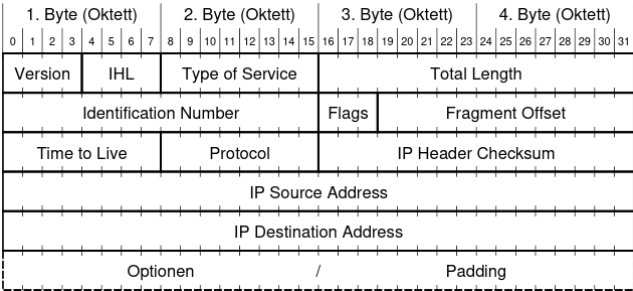 1. Byte (Oktett) 2. Byte (Oktett) 3. Byte (Oktett) 4. Byte (Oktett)
0 1 2 3 4 5 6 7 8 9 10 11 12 13 14 15 16 17 18 19 20 21 22 23 24 25 26 27 28 29 30 31
Version IHL Type of Service Total Length
Identification Number Flags Fragment Offset
Time to Live Protocol IP Header Checksum
IP Source Address
IP Destination Address
Optionen / Padding